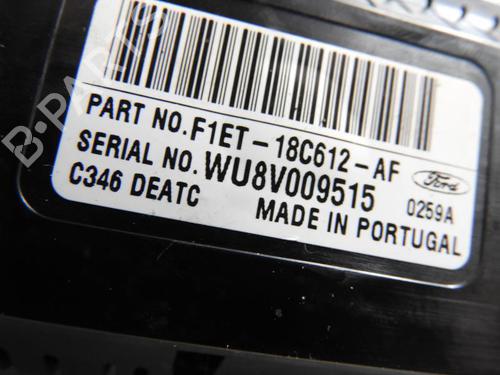 PART NO. F1ET-18C612-AF
SERIAL NO. WU8V009515
Ford
C346 DEATC
0259A
MADE IN PORTUGAL
B-PARTS